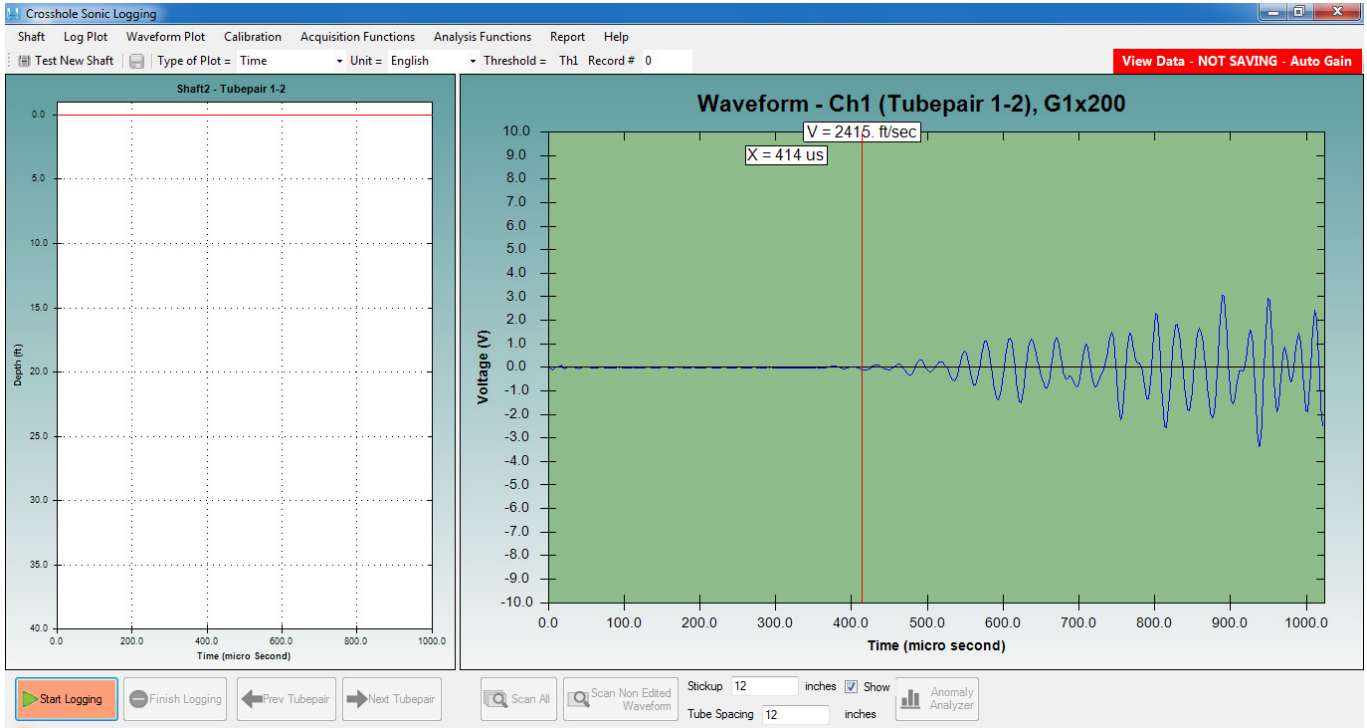 Crosshole Sonic Logging
Shaft Log Plot Waveform Plot Calibration Acquisition Functions Analysis Functions Report Help
Test New Shaft Type of Plot = Time Unit = English Threshold = Th1 Record # 0 View Data - NOT SAVING - Auto Gain
Shaft2 - Tubepair 1-2
0.0
5.0
10.0
15.0
20.0
25.0
30.0
35.0
40.0
Depth (ft)
0.0 200.0 400.0 600.0 800.0 1000.0
Time (micro Second)
Waveform - Ch1 (Tubepair 1-2), G1x200
V = 2415. ft/sec
X = 414 us
10.0
9.0
8.0
7.0
6.0
5.0
4.0
3.0
2.0
1.0
0.0
-1.0
-2.0
-3.0
-4.0
-5.0
-6.0
-7.0
-8.0
-9.0
-10.0
Voltage (V)
0.0 100.0 200.0 300.0 400.0 500.0 600.0 700.0 800.0 900.0 1000.0
Time (micro second)
Start Logging Finish Logging Prev Tubepair Next Tubepair Scan All
Scan Non Edited
Waveform
Stickup 12 inches Show
Tube Spacing 12 inches
Anomaly
Analyzer